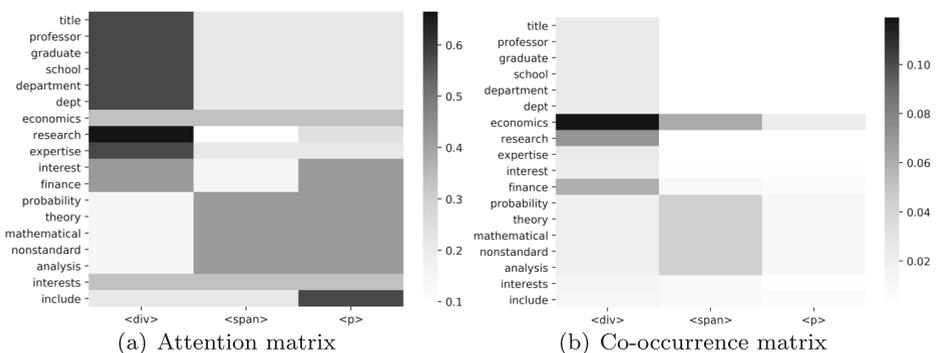 title
professor
graduate
school
department
dept
economics
research
expertise
interest
finance
probability
theory
mathematical
nonstandard
analysis
interests
include
<div> <span> <p>
0.6
0.5
0.4
0.3
0.2
0.1
(a) Attention matrix
title
professor
graduate
school
department
dept
economics
research
expertise
interest
finance
probability
theory
mathematical
nonstandard
analysis
interests
include
<div> <span> <p>
0.10
0.08
0.06
0.04
0.02
(b) Co-occurrence matrix